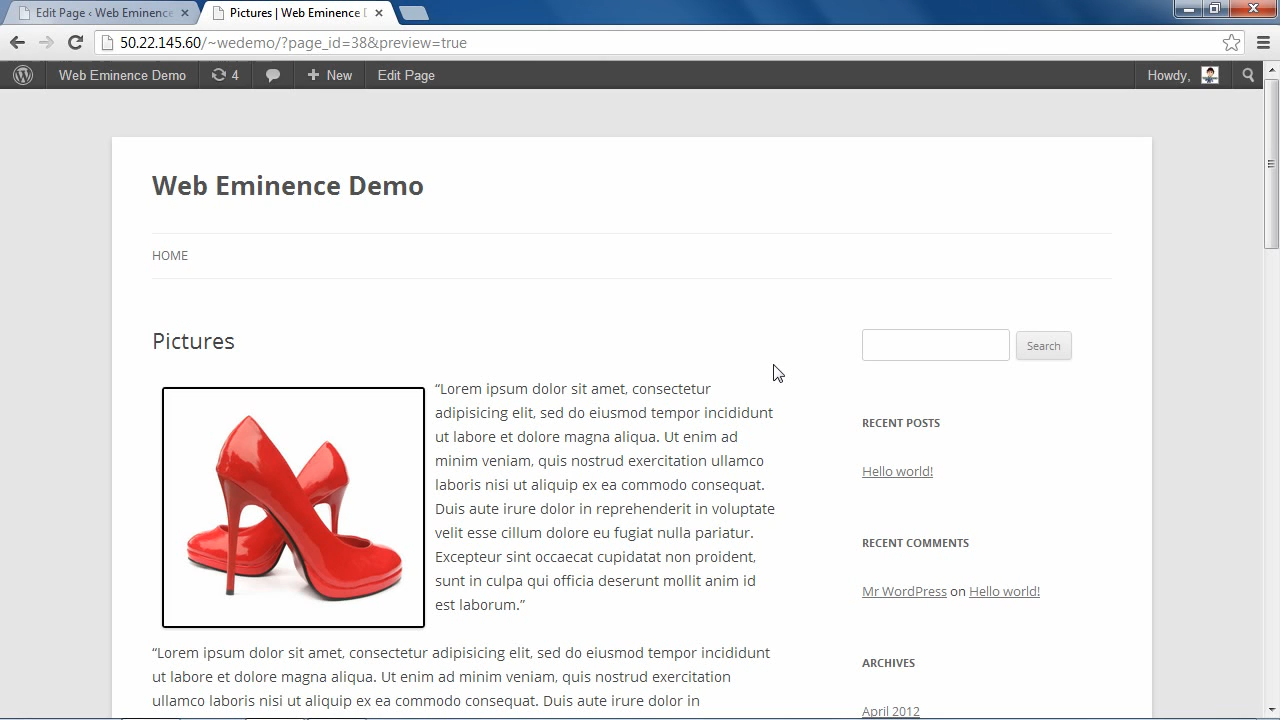 Edit Page ‹ Web Eminence
Pictures | Web Eminence
50.22.145.60/~wedemo/?page_id=38&preview=true
Web Eminence Demo 4 New Edit Page Howdy,
Web Eminence Demo
HOME
Pictures
“Lorem ipsum dolor sit amet, consectetur
adipisicing elit, sed do eiusmod tempor incididunt
ut labore et dolore magna aliqua. Ut enim ad
minim veniam, quis nostrud exercitation ullamco
laboris nisi ut aliquip ex ea commodo consequat.
Duis aute irure dolor in reprehenderit in voluptate
velit esse cillum dolore eu fugiat nulla pariatur.
Excepteur sint occaecat cupidatat non proident,
sunt in culpa qui officia deserunt mollit anim id
est laborum.”
“Lorem ipsum dolor sit amet, consectetur adipisicing elit, sed do eiusmod tempor incididunt
ut labore et dolore magna aliqua. Ut enim ad minim veniam, quis nostrud exercitation
ullamco laboris nisi ut aliquip ex ea commodo consequat. Duis aute irure dolor in
Search
RECENT POSTS
Hello world!
RECENT COMMENTS
Mr WordPress on Hello world!
ARCHIVES
April 2012